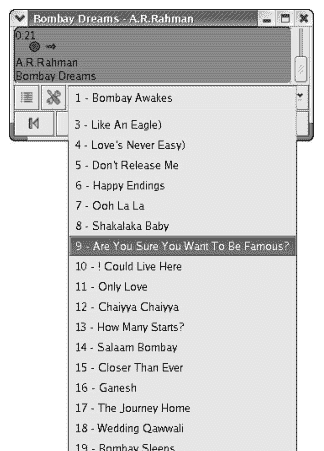 Bombay Dreams - A.R.Rahman
0.21
A.R.Rahman
Bombay Dreams
1 - Bombay Awakes
3 - Like An Eagle)
4 - Love's Never Easy)
5 - Don't Release Me
6 - Happy Endings
7 - Ooh La La
8 - Shakalaka Baby
9 - Are You Sure You Want To Be Famous?
10 - ! Could Live Here
11 - Only Love
12 - Chaiyya Chaiyya
13 - How Many Starts?
14 - Salaam Bombay
15 - Closer Than Ever
16 - Ganesh
17 - The Journey Home
18 - Wedding Qawwali
19 - Bombay Sleeps